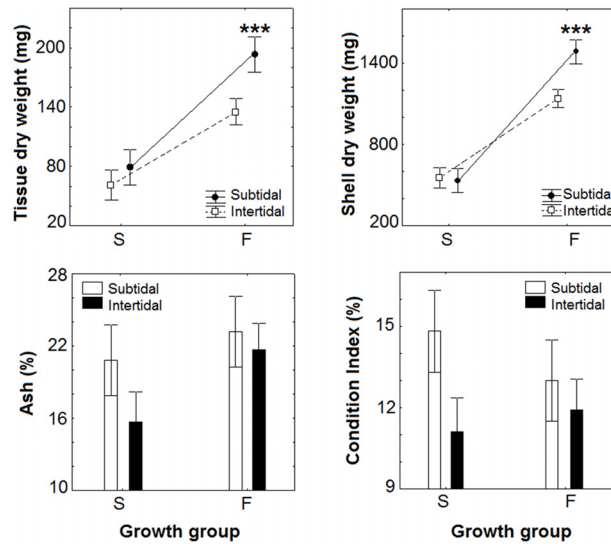 ***
Tissue dry weight (mg)
200
140
80
20
Subtidal
Intertidal
S F
***
Shell dry weight (mg)
1400
800
200
Subtidal
Intertidal
S F
Ash (%)
28
22
16
10
Subtidal
Intertidal
S F
Growth group
Condition Index (%)
15
12
9
Subtidal
Intertidal
S F
Growth group